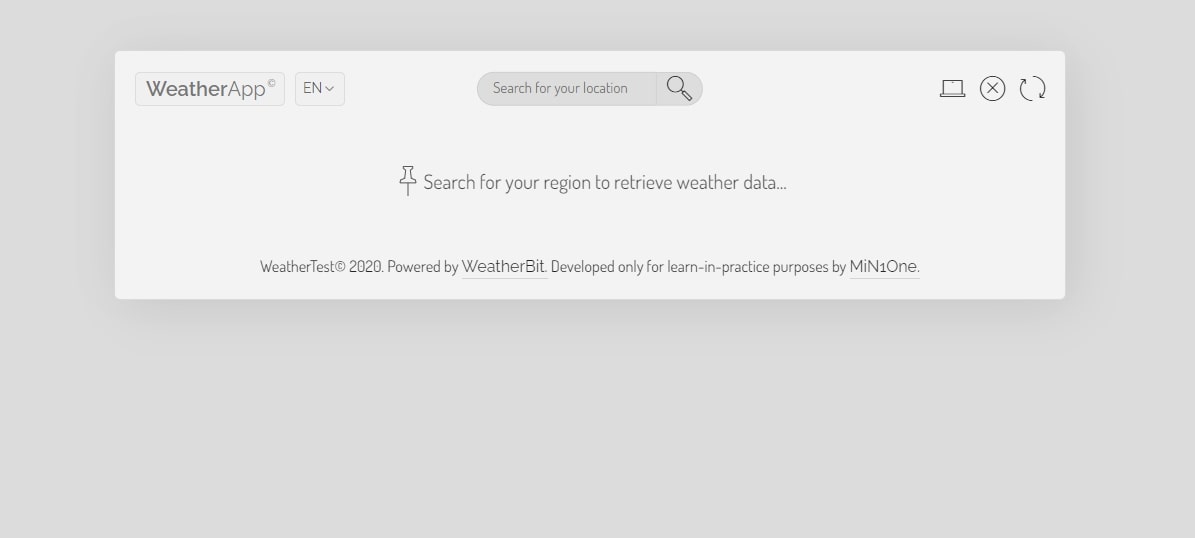 WeatherApp©
EN
Search for your location
Search for your region to retrieve weather data...
WeatherTest© 2020. Powered by WeatherBit. Developed only for learn-in-practice purposes by MiN1One.